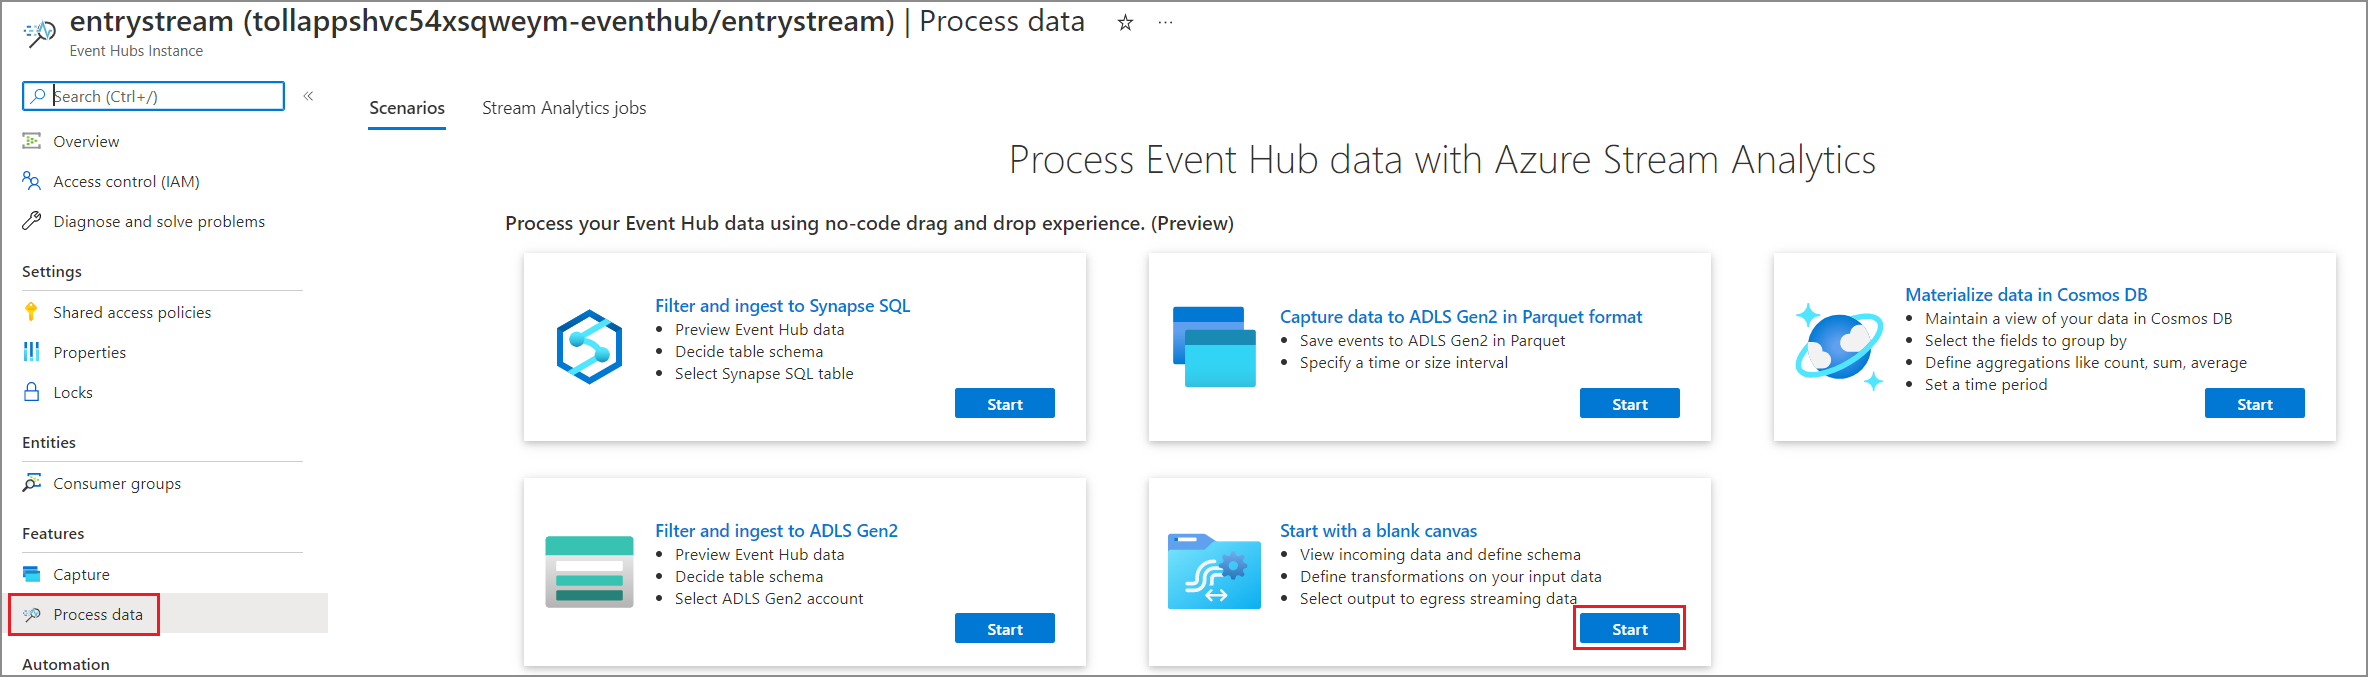 entrystream (tollappshvc54xsqweym-eventhub/entrystream) | Process data
Event Hubs Instance
Search (Ctrl+/)
Overview
Access control (IAM)
Diagnose and solve problems
Settings
Shared access policies
Properties
Locks
Entities
Consumer groups
Features
Capture
Process data
Automation
Scenarios
Stream Analytics jobs
Process Event Hub data with Azure Stream Analytics
Process your Event Hub data using no-code drag and drop experience. (Preview)
Filter and ingest to Synapse SQL
• Preview Event Hub data
• Decide table schema
• Select Synapse SQL table
Start
Capture data to ADLS Gen2 in Parquet format
• Save events to ADLS Gen2 in Parquet
• Specify a time or size interval
Start
Materialize data in Cosmos DB
• Maintain a view of your data in Cosmos DB
• Select the fields to group by
• Define aggregations like count, sum, average
• Set a time period
Start
Filter and ingest to ADLS Gen2
• Preview Event Hub data
• Decide table schema
• Select ADLS Gen2 account
Start
Start with a blank canvas
• View incoming data and define schema
• Define transformations on your input data
• Select output to egress streaming data
Start